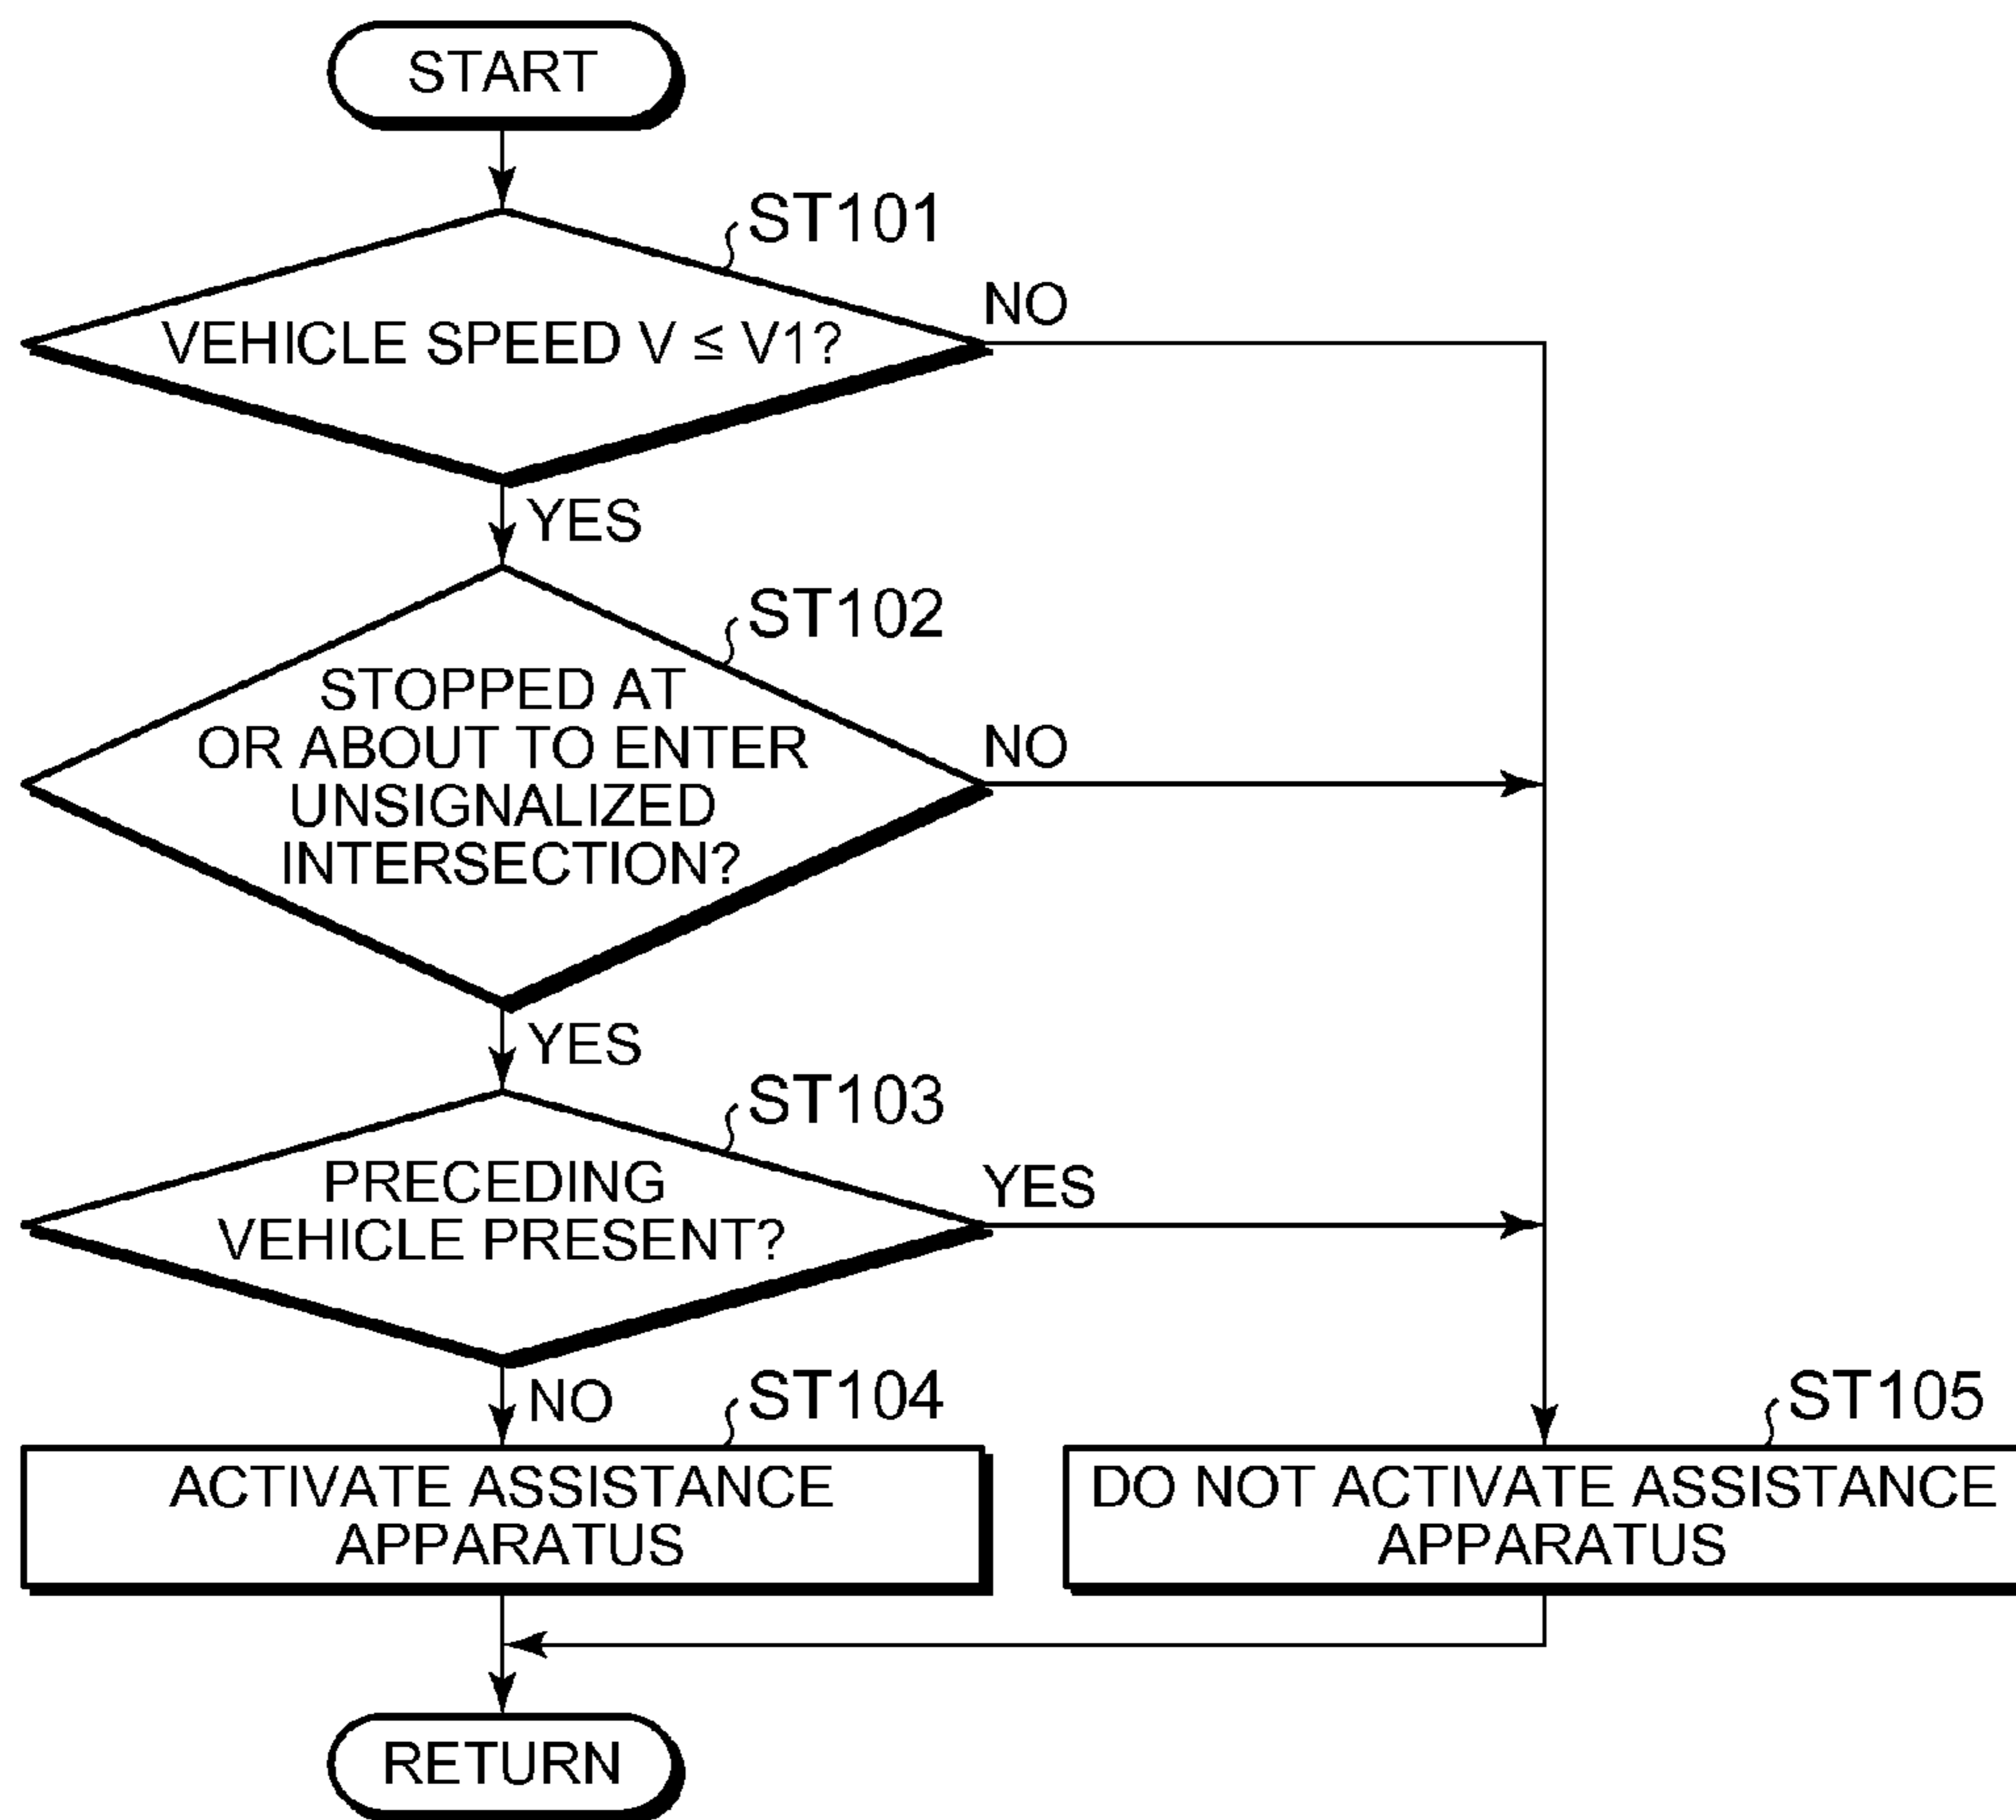 START
ST101
VEHICLE SPEED V ≤ V1?
NO
YES
ST102
STOPPED AT
OR ABOUT TO ENTER
UNSIGNALIZED
INTERSECTION?
NO
YES
ST103
PRECEDING
VEHICLE PRESENT?
YES
NO
ST104
ACTIVATE ASSISTANCE
APPARATUS
ST105
DO NOT ACTIVATE ASSISTANCE
APPARATUS
RETURN